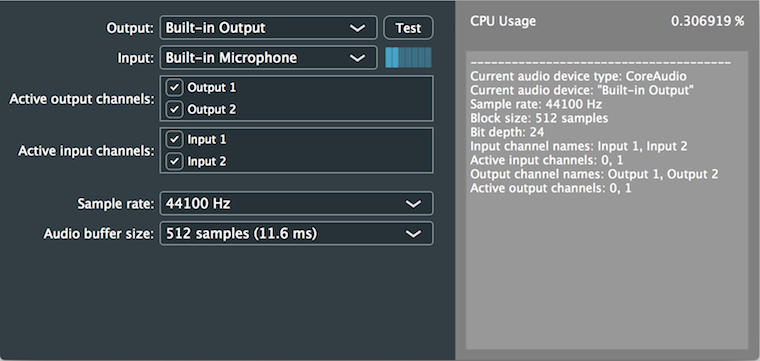 Output: Built-in Output Test
Input: Built-in Microphone
Active output channels:
Output 1
Output 2
Active input channels:
Input 1
Input 2
Sample rate: 44100 Hz
Audio buffer size: 512 samples (11.6 ms)
CPU Usage 0.306919 %
--------------------------------------
Current audio device type: CoreAudio
Current audio device: "Built-in Output"
Sample rate: 44100 Hz
Block size: 512 samples
Bit depth: 24
Input channel names: Input 1, Input 2
Active input channels: 0, 1
Output channel names: Output 1, Output 2
Active output channels: 0, 1